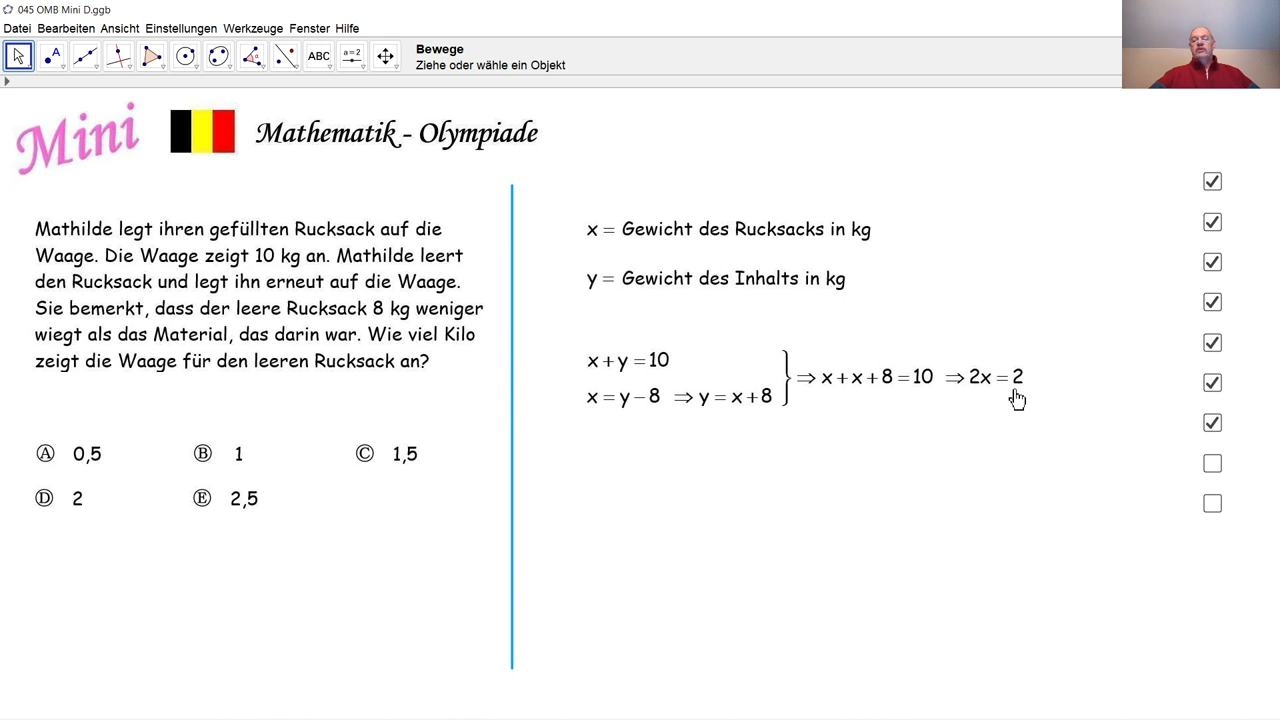 045 OMB Mini D.ggb
Datei Bearbeiten Ansicht Einstellungen Werkzeuge Fenster Hilfe
A
ABC
a=2
Bewege
Ziehe oder wähle ein Objekt
Mini
Mathematik - Olympiade
Mathilde legt ihren gefüllten Rucksack auf die
Waage. Die Waage zeigt 10 kg an. Mathilde leert
den Rucksack und legt ihn erneut auf die Waage.
Sie bemerkt, dass der leere Rucksack 8 kg weniger
wiegt als das Material, das darin war. Wie viel Kilo
zeigt die Waage für den leeren Rucksack an?
Ⓐ 0,5 Ⓑ 1 Ⓒ 1,5
Ⓓ 2 Ⓔ 2,5
x = Gewicht des Rucksacks in kg
y = Gewicht des Inhalts in kg
x + y = 10
x = y − 8 ⇒ y = x + 8
⇒ x + x + 8 = 10 ⇒ 2x = 2